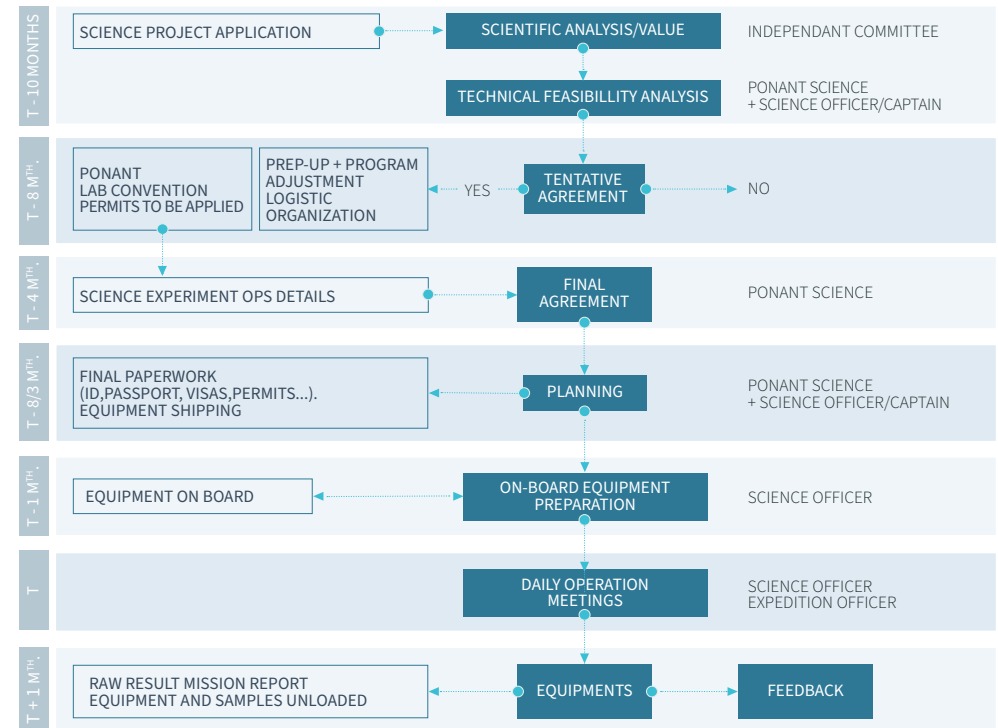 T - 10 MONTHS
SCIENCE PROJECT APPLICATION
SCIENTIFIC ANALYSIS/VALUE
INDEPENDANT COMMITTEE
TECHNICAL FEASIBILLITY ANALYSIS
PONANT SCIENCE
+ SCIENCE OFFICER/CAPTAIN
T - 8 MTH.
PONANT
LAB CONVENTION
PERMITS TO BE APPLIED
PREP-UP + PROGRAM
ADJUSTMENT
LOGISTIC
ORGANIZATION
YES
TENTATIVE
AGREEMENT
NO
T - 4 MTH.
SCIENCE EXPERIMENT OPS DETAILS
FINAL
AGREEMENT
PONANT SCIENCE
T - 8/3 MTH.
FINAL PAPERWORK
(ID,PASSPORT, VISAS,PERMITS...).
EQUIPMENT SHIPPING
PLANNING
PONANT SCIENCE
+ SCIENCE OFFICER/CAPTAIN
T - 1 MTH.
EQUIPMENT ON BOARD
ON-BOARD EQUIPMENT
PREPARATION
SCIENCE OFFICER
T
DAILY OPERATION
MEETINGS
SCIENCE OFFICER
EXPEDITION OFFICER
T + 1 MTH.
RAW RESULT MISSION REPORT
EQUIPMENT AND SAMPLES UNLOADED
EQUIPMENTS
FEEDBACK